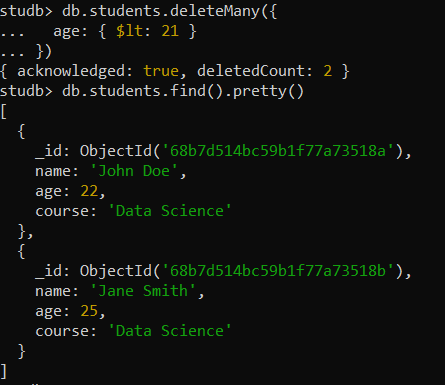 studb> db.students.deleteMany({
...   age: { $lt: 21 }
... })
{ acknowledged: true, deletedCount: 2 }
studb> db.students.find().pretty()
[
  {
    _id: ObjectId('68b7d514bc59b1f77a73518a'),
    name: 'John Doe',
    age: 22,
    course: 'Data Science'
  },
  {
    _id: ObjectId('68b7d514bc59b1f77a73518b'),
    name: 'Jane Smith',
    age: 25,
    course: 'Data Science'
  }
]